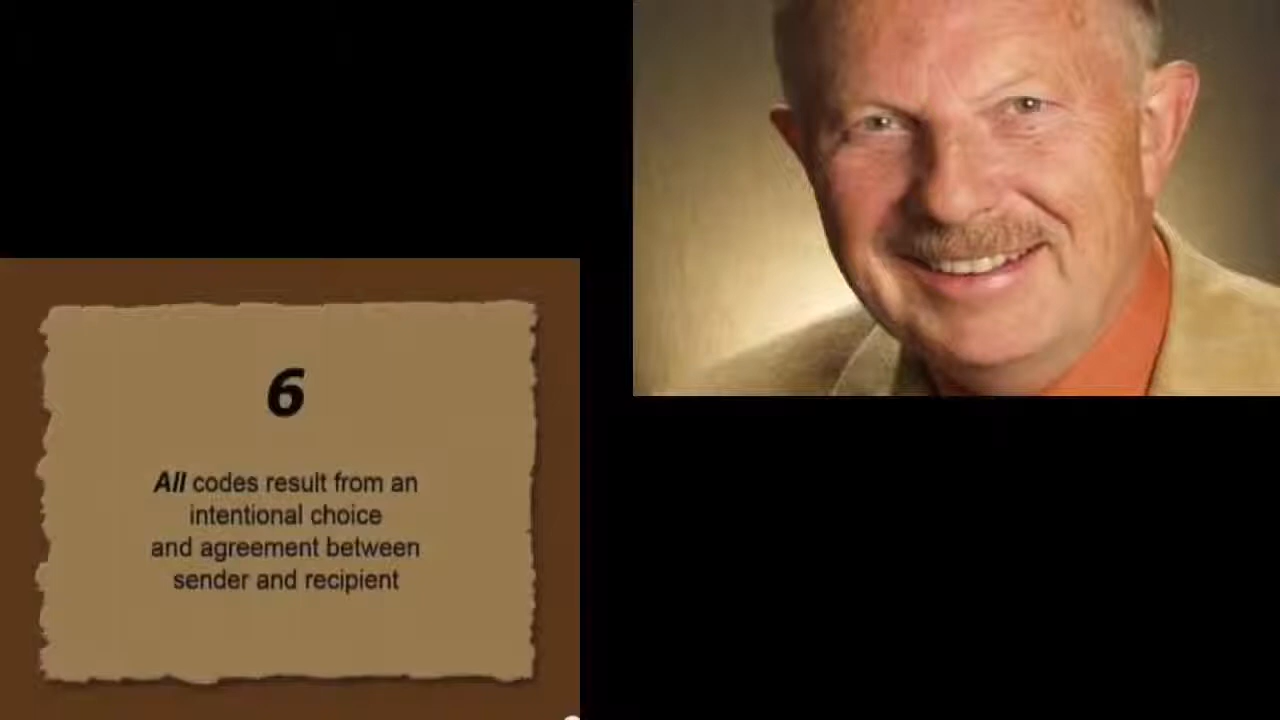 6
All codes result from an
intentional choice
and agreement between
sender and recipient